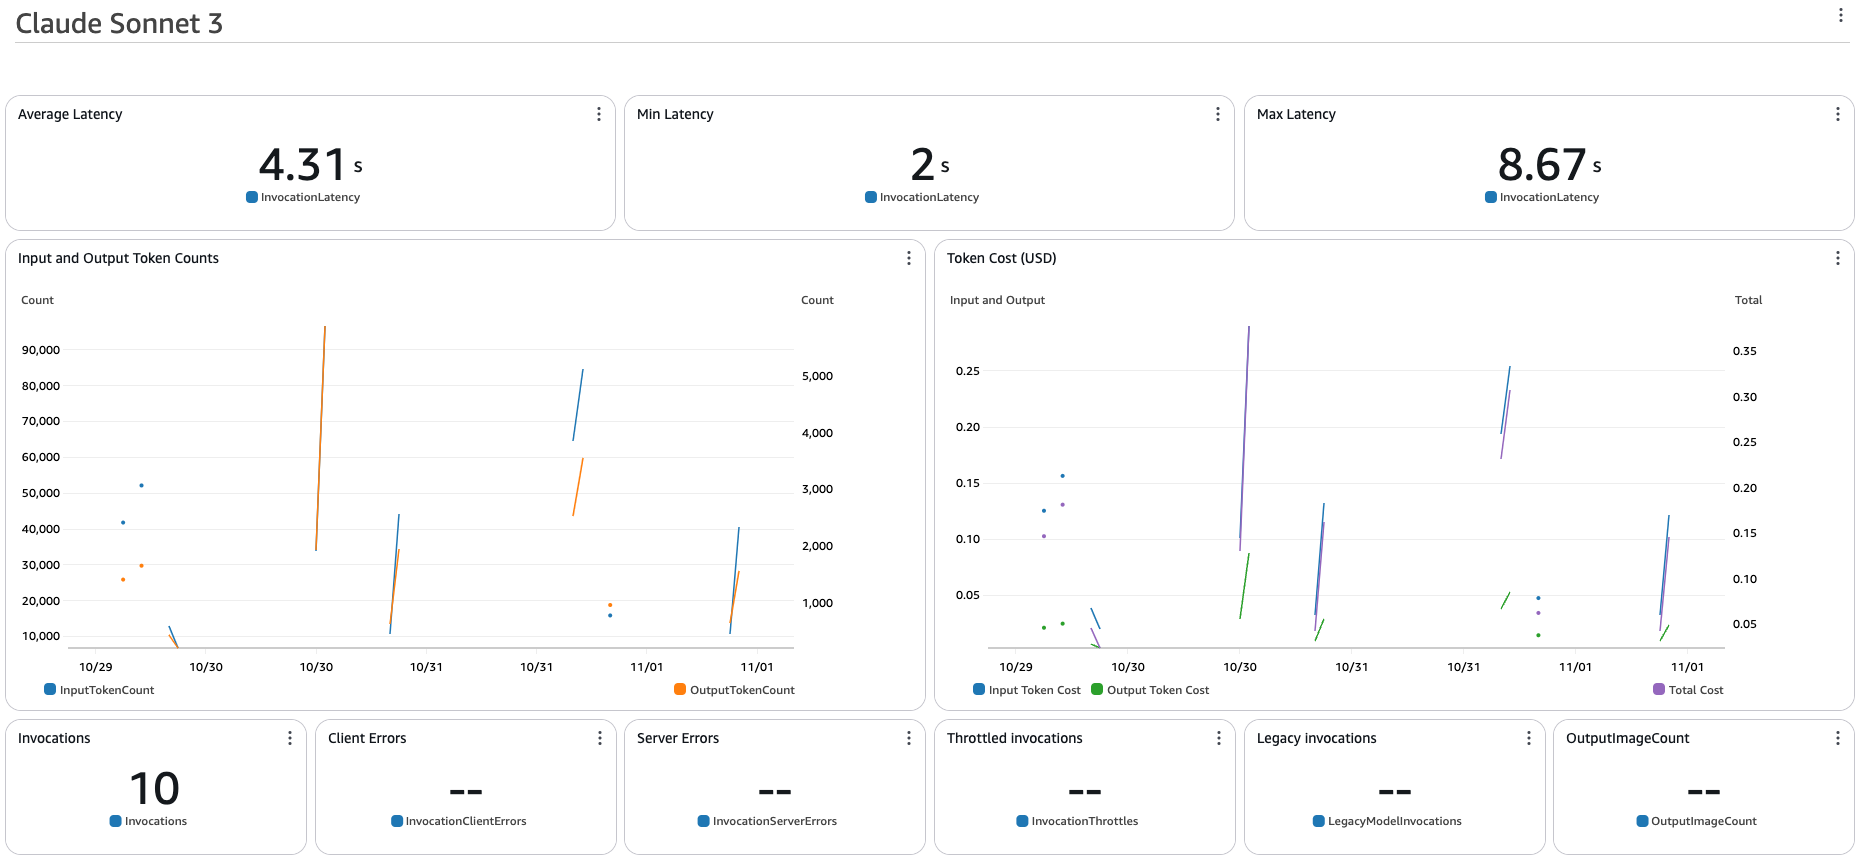 Claude Sonnet 3
Average Latency
4.31 s
InvocationLatency
Min Latency
2 s
InvocationLatency
Max Latency
8.67 s
InvocationLatency
Input and Output Token Counts
Count
Count
90,000
80,000
70,000
60,000
50,000
40,000
30,000
20,000
10,000
5,000
4,000
3,000
2,000
1,000
10/29 10/30 10/30 10/31 10/31 11/01 11/01
InputTokenCount
OutputTokenCount
Token Cost (USD)
Input and Output
Total
0.25
0.20
0.15
0.10
0.05
0.35
0.30
0.25
0.20
0.15
0.10
0.05
10/29 10/30 10/30 10/31 10/31 11/01 11/01
Input Token Cost
Output Token Cost
Total Cost
Invocations
10
Invocations
Client Errors
--
InvocationClientErrors
Server Errors
--
InvocationServerErrors
Throttled invocations
--
InvocationThrottles
Legacy invocations
--
LegacyModelInvocations
OutputImageCount
--
OutputImageCount